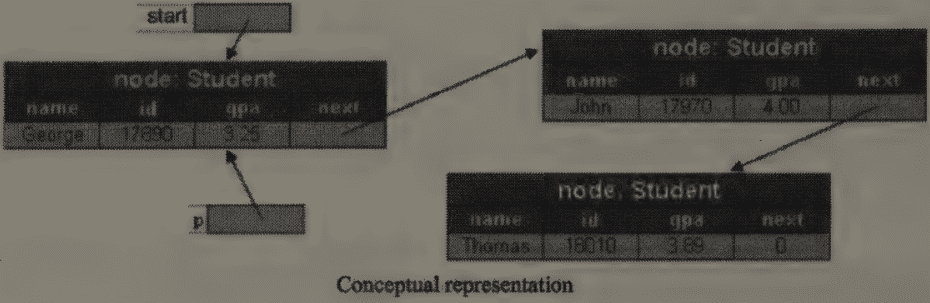 start
node: Student
name id gpa next
George 17890 3.25
node: Student
name id gpa next
John 17970 4.00
p
node: Student
name id gpa next
Thomas 18010 3.89 0
Conceptual representation